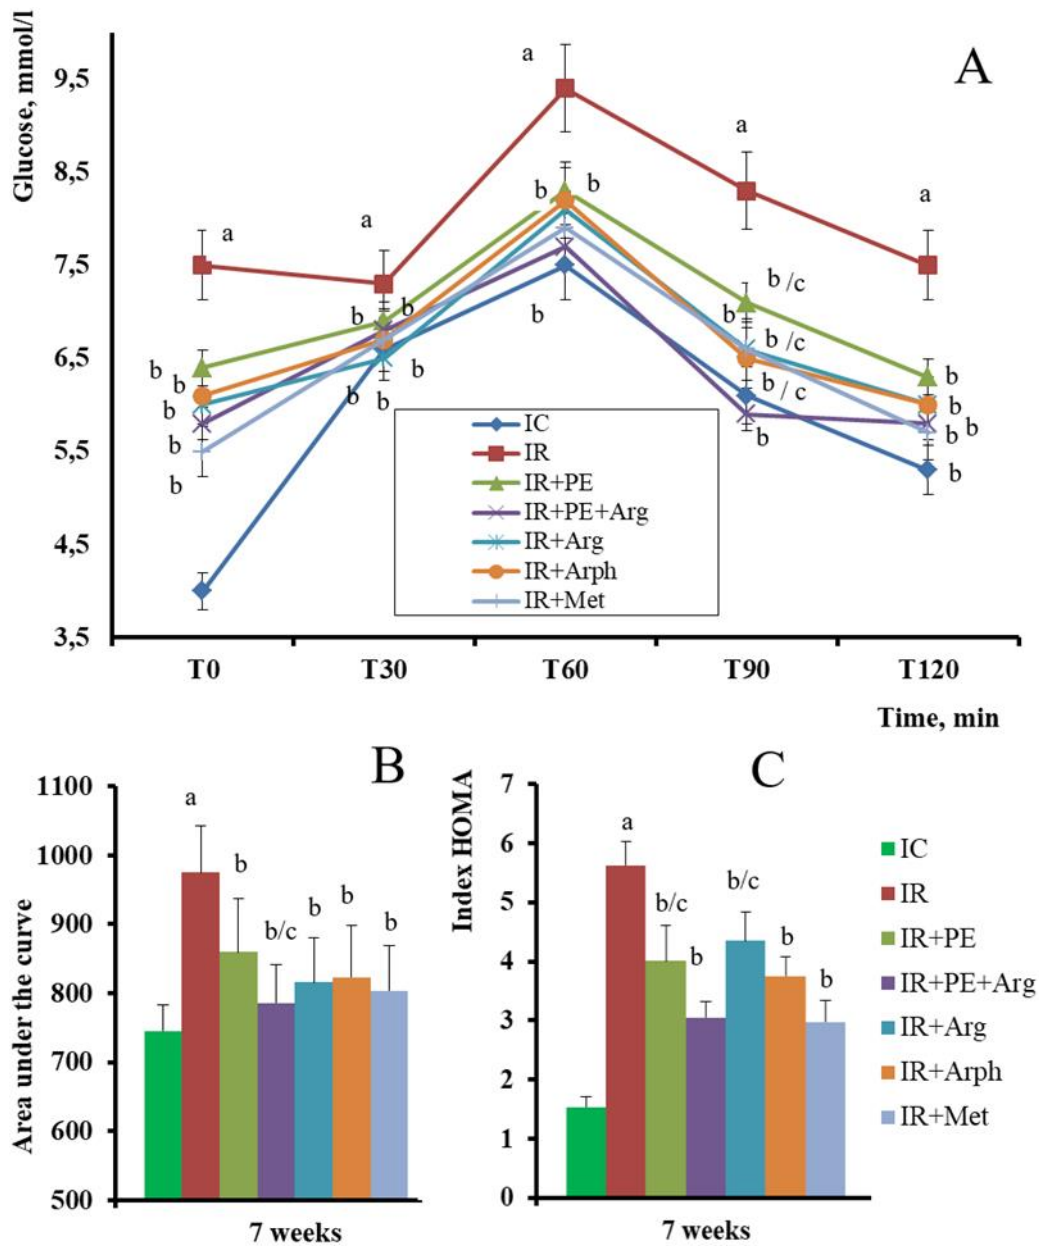 A
Glucose, mmol/l
9,5
8,5
7,5
6,5
5,5
4,5
3,5
a
a
a
a
a
b
b
b
b
b
b
b
b
b
b
b
b
b
b /c
b
b /c
b / c
b
b
b
b
b
b
IC
IR
IR+PE
IR+PE+Arg
IR+Arg
IR+Arph
IR+Met
T0 T30 T60 T90 T120
Time, min
B
Area under the curve
1100
1000
900
800
700
600
500
a
b
b/c
b
b
b
7 weeks
C
Index HOMA
7
6
5
4
3
2
1
0
a
b/c
b
b/c
b
b
7 weeks
IC
IR
IR+PE
IR+PE+Arg
IR+Arg
IR+Arph
IR+Met